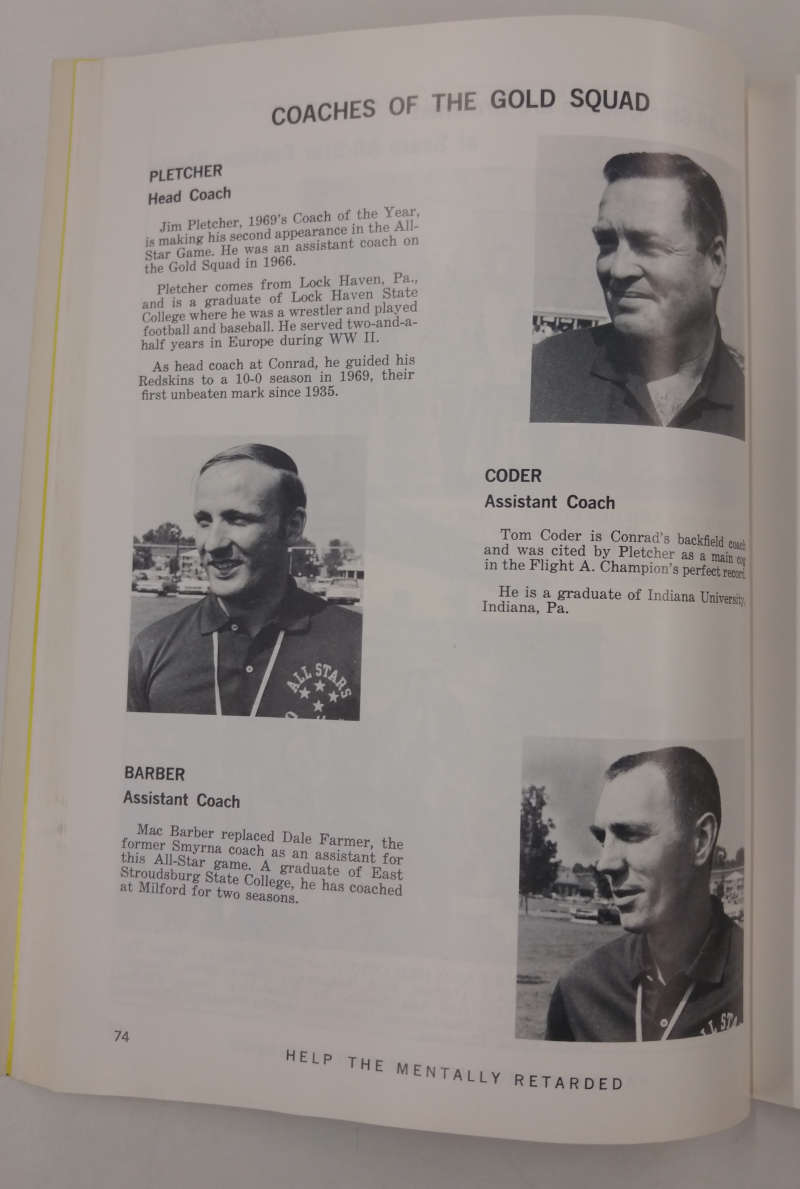 COACHES OF THE GOLD SQUAD
PLETCHER
Head Coach
Jim Pletcher, 1969's Coach of the Year,
is making his second appearance in the All-
Star Game. He was an assistant coach on
the Gold Squad in 1966.
Pletcher comes from Lock Haven, Pa.,
and is a graduate of Lock Haven State
College where he was a wrestler and played
football and baseball. He served two-and-a-
half years in Europe during WW II.
As head coach at Conrad, he guided his
Redskins to a 10-0 season in 1969, their
first unbeaten mark since 1935.
CODER
Assistant Coach
Tom Coder is Conrad's backfield coach
and was cited by Pletcher as a main cog
in the Flight A. Champion's perfect record.
He is a graduate of Indiana University,
Indiana, Pa.
ALL STARS
BARBER
Assistant Coach
Mac Barber replaced Dale Farmer, the
former Smyrna coach as an assistant for
this All-Star game. A graduate of East
Stroudsburg State College, he has coached
at Milford for two seasons.
LL STA
74
HELP THE MENTALLY RETARDED